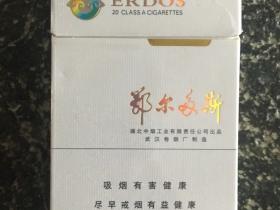 ERDOS
20 CLASS A CIGARETTES
鄂尔多斯
湖北中烟工业有限责任公司出品
武汉卷烟厂制造
吸烟有害健康
尽早戒烟有益健康